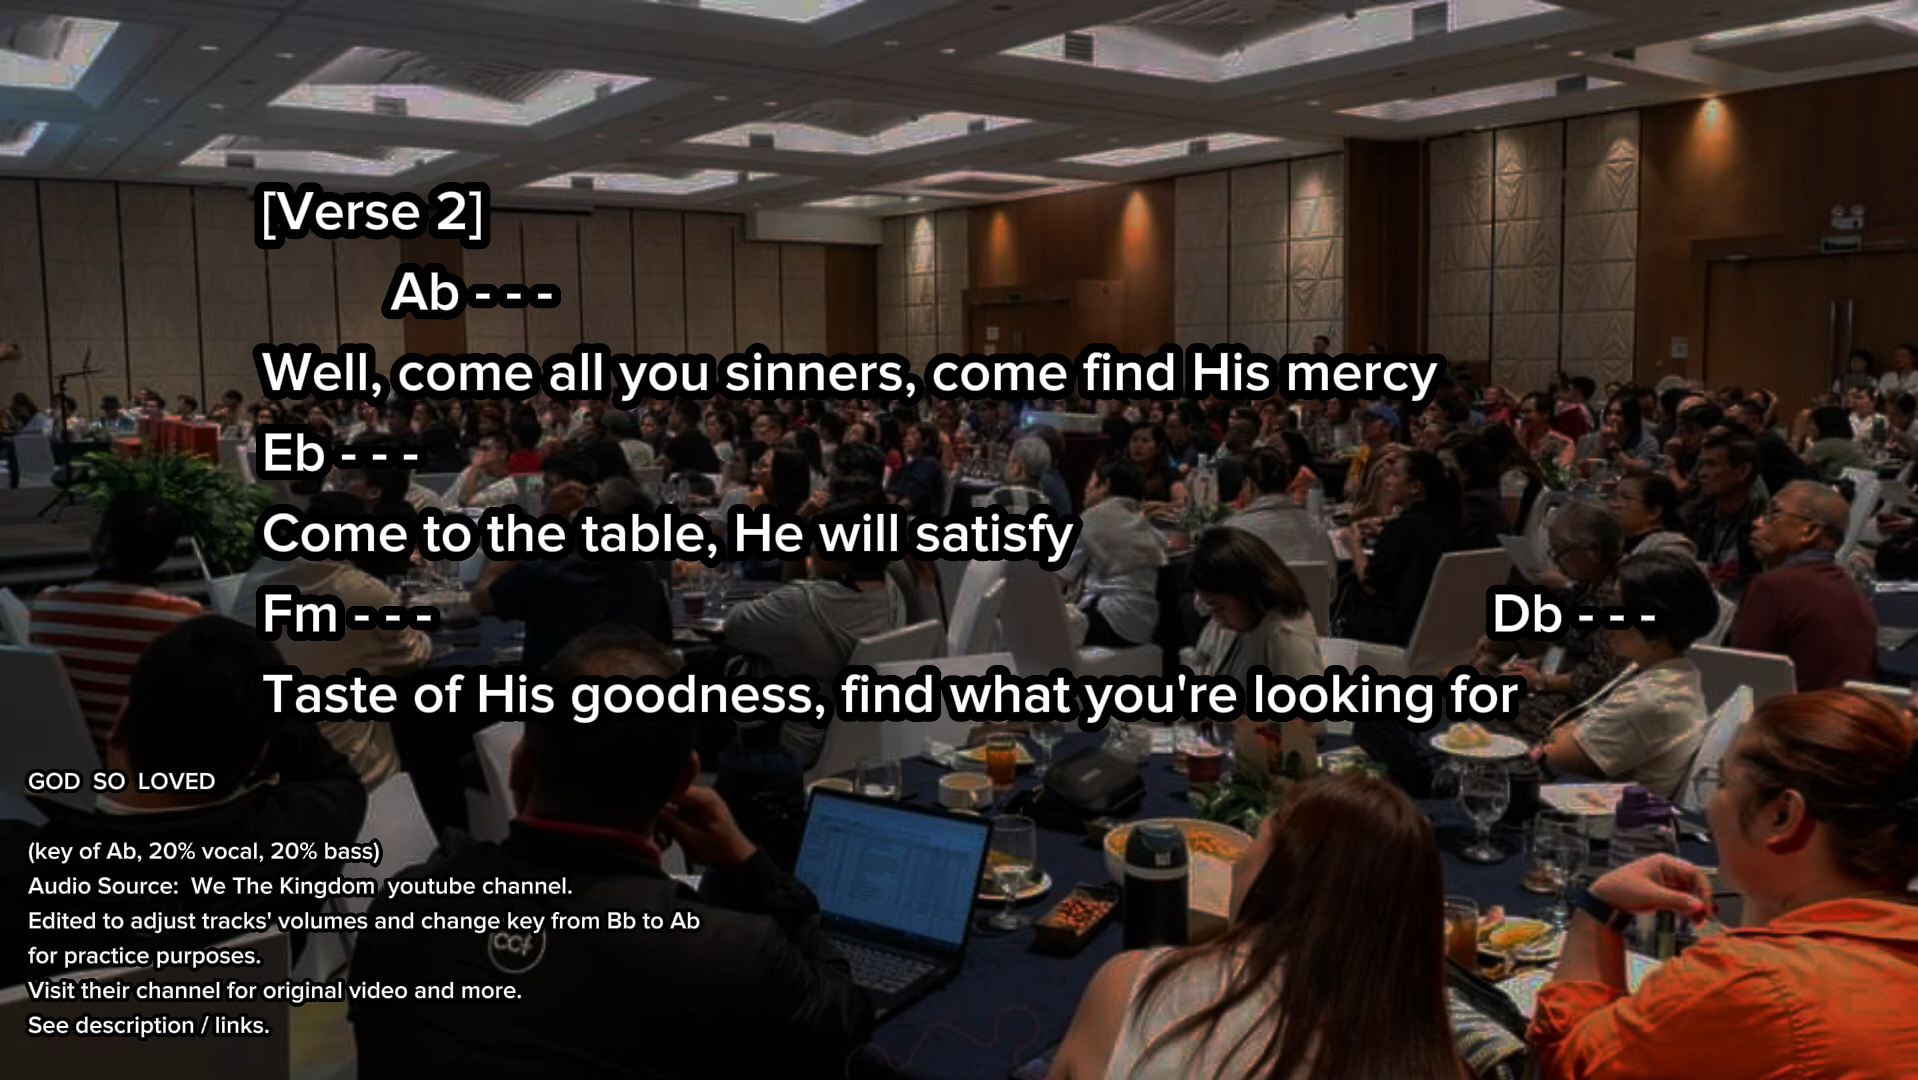 [Verse 2]
Ab - - -
Well, come all you sinners, come find His mercy
Eb - - -
Come to the table, He will satisfy
Fm - - - Db - - -
Taste of His goodness, find what you're looking for
GOD SO LOVED
(key of Ab, 20% vocal, 20% bass)
Audio Source: We The Kingdom youtube channel.
Edited to adjust tracks' volumes and change key from Bb to Ab
for practice purposes.
Visit their channel for original video and more.
See description / links.
ccf